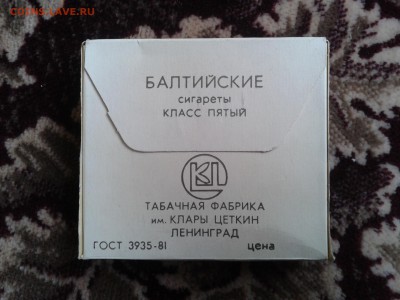 coins.save.ru
БАЛТИЙСКИЕ
сигареты
КЛАСС ПЯТЫЙ
ТАБАЧНАЯ ФАБРИКА
им. КЛАРЫ ЦЕТКИН
ЛЕНИНГРАД
ГОСТ 3935-81 цена